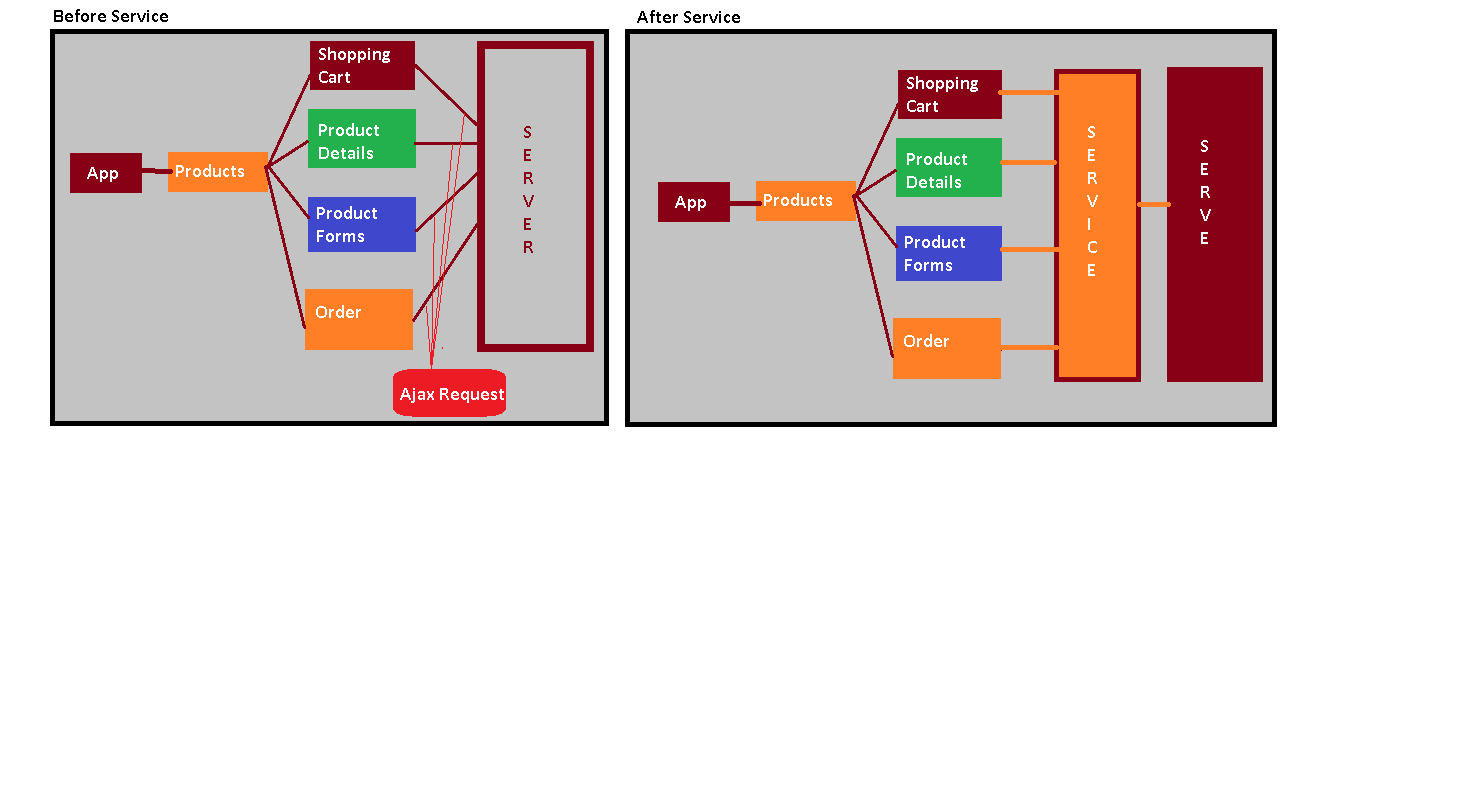 Before Service
App
Products
Shopping
Cart
Product
Details
Product
Forms
Order
S
E
R
V
E
R
Ajax Request
After Service
App
Products
Shopping
Cart
Product
Details
Product
Forms
Order
S
E
R
V
I
C
E
S
E
R
V
E